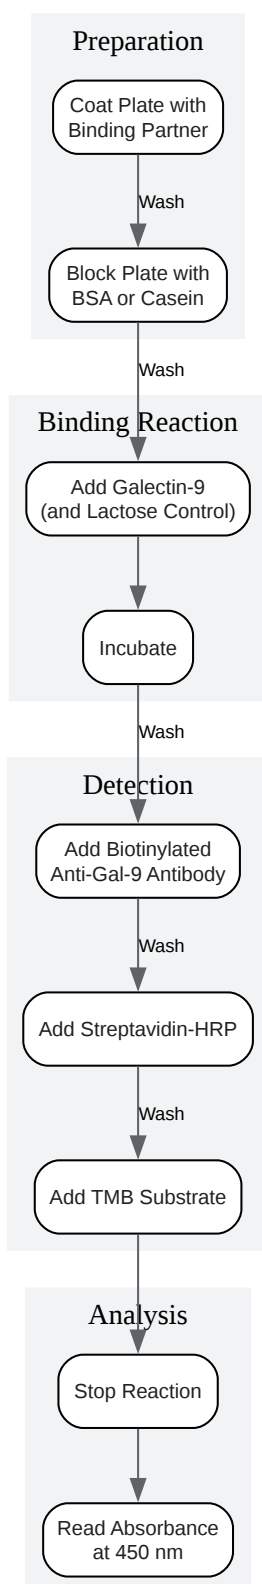 Preparation
Coat Plate with
Binding Partner
Wash
Block Plate with
BSA or Casein
Wash
Binding Reaction
Add Galectin-9
(and Lactose Control)
Incubate
Wash
Detection
Add Biotinylated
Anti-Gal-9 Antibody
Wash
Add Streptavidin-HRP
Wash
Add TMB Substrate
Analysis
Stop Reaction
Read Absorbance
at 450 nm